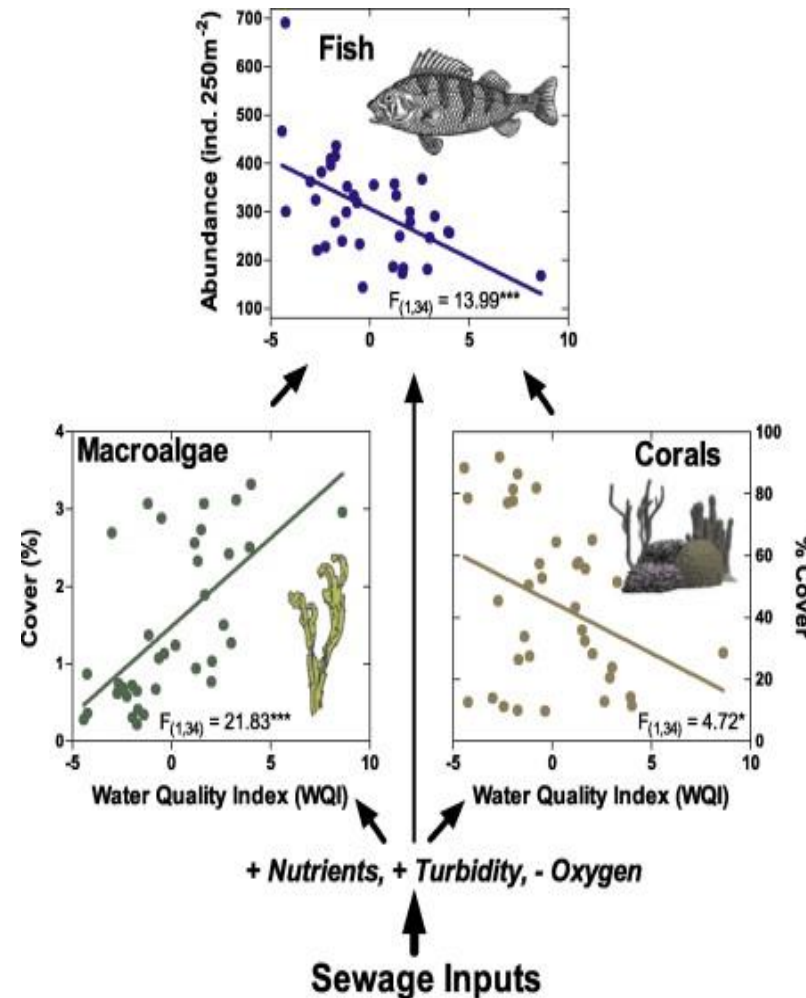 Fish
Abundance (ind. 250m⁻²)
700
600
500
400
300
200
100
F(1,34) = 13.99***
-5 0 5 10
Macroalgae
Cover (%)
4
3
2
1
0
F(1,34) = 21.83***
-5 0 5 10
Water Quality Index (WQI)
Corals
100
80
60
40
20
0
% Cover
F(1,34) = 4.72*
-5 0 5 10
Water Quality Index (WQI)
+ Nutrients, + Turbidity, - Oxygen
Sewage Inputs